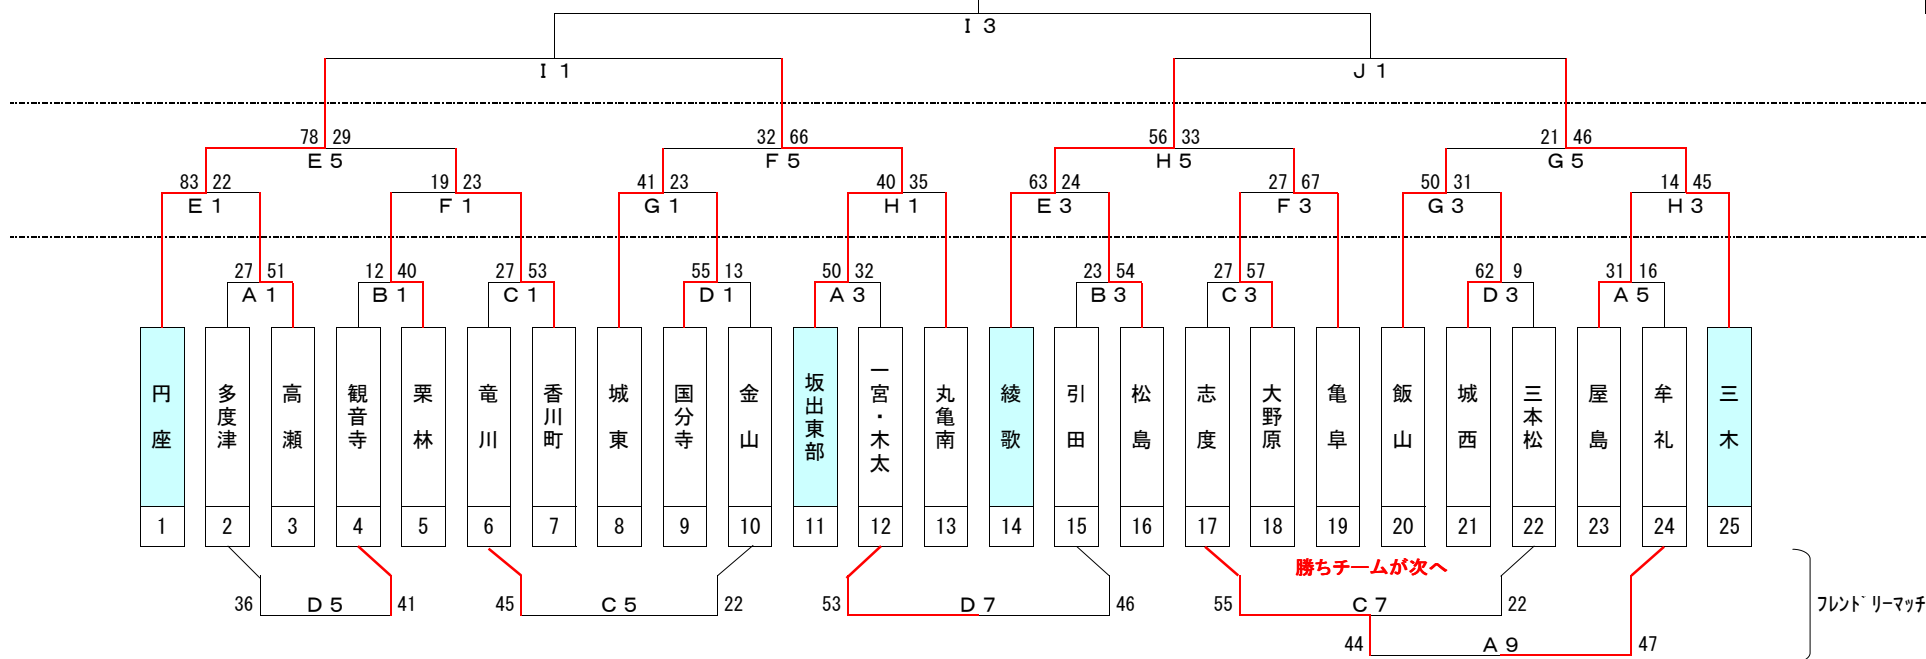 I 3
I 1 J 1
78 29 32 66 56 33 21 46
E 5 F 5 H 5 G 5
83 22 19 23 41 23 40 35 63 24 27 67 50 31 14 45
E 1 F 1 G 1 H 1 E 3 F 3 G 3 H 3
27 51 12 40 27 53 55 13 50 32 23 54 27 57 62 9 31 16
A 1 B 1 C 1 D 1 A 3 B 3 C 3 D 3 A 5
円座
多度津
高瀬
観音寺
栗林
竜川
香川町
城東
国分寺
金山
坂出東部
一宮・木太
丸亀南
綾歌
引田
松島
志度
大野原
亀阜
飯山
城西
三本松
屋島
牟礼
三木
1 2 3 4 5 6 7 8 9 10 11 12 13 14 15 16 17 18 19 20 21 22 23 24 25
勝ちチームが次へ
36 D 5 41 45 C 5 22 53 D 7 46 55 C 7 22
フレンドリーマッチ
44 A 9 47